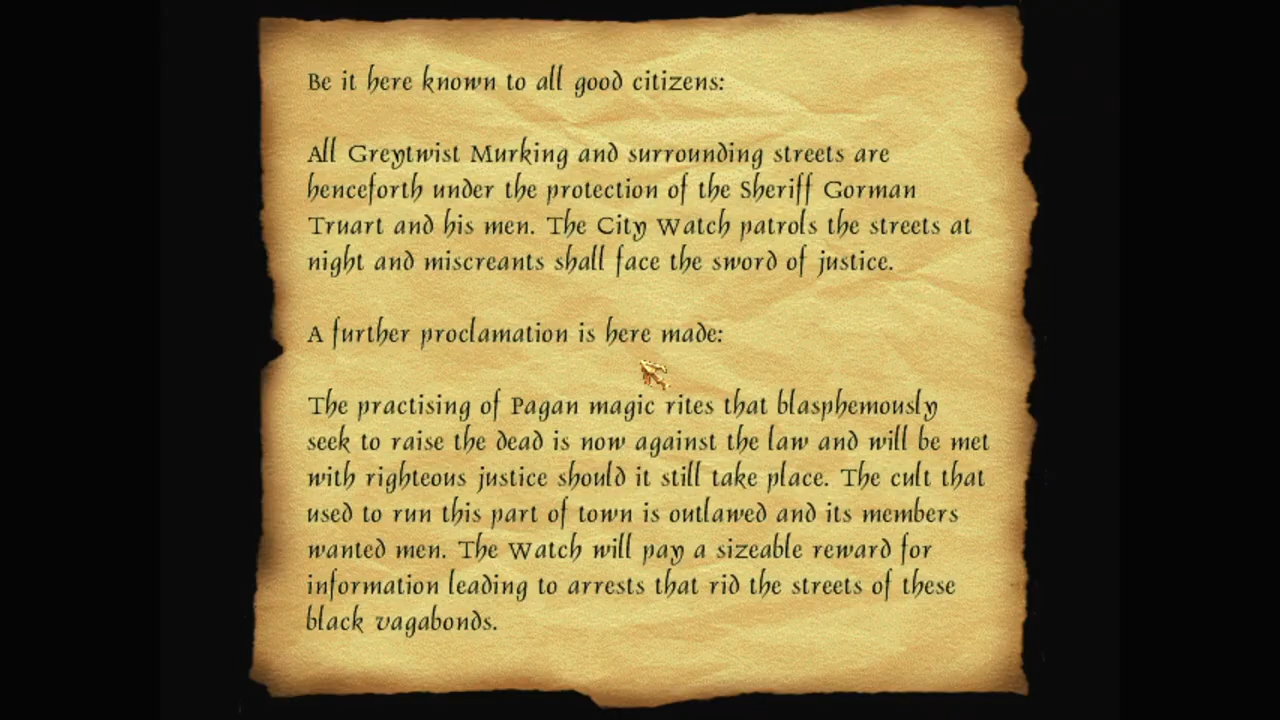 Be it here known to all good citizens:
All Greytwist Murking and surrounding streets are
henceforth under the protection of the Sheriff Gorman
Truart and his men. The City Watch patrols the streets at
night and miscreants shall face the sword of justice.
A further proclamation is here made:
The practising of Pagan magic rites that blasphemously
seek to raise the dead is now against the law and will be met
with righteous justice should it still take place. The cult that
used to run this part of town is outlawed and its members
wanted men. The Watch will pay a sizeable reward for
information leading to arrests that rid the streets of these
black vagabonds.